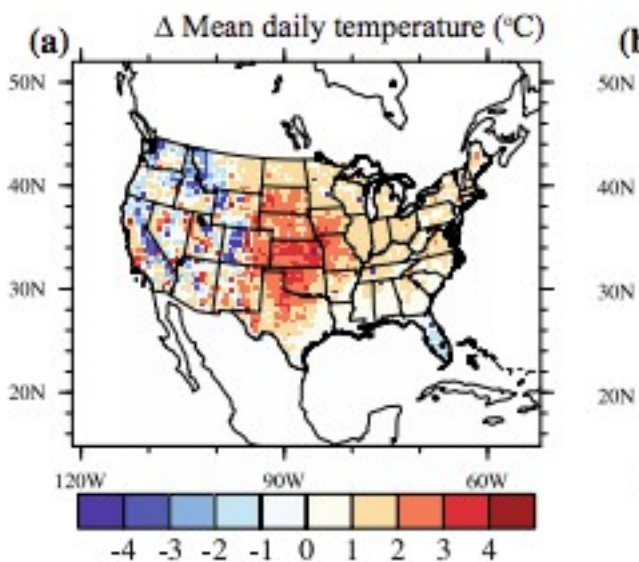 (a) Δ Mean daily temperature (°C) (b
50N 50N
40N 40N
30N 30N
20N 20N
120W 90W 60W
-4 -3 -2 -1 0 1 2 3 4